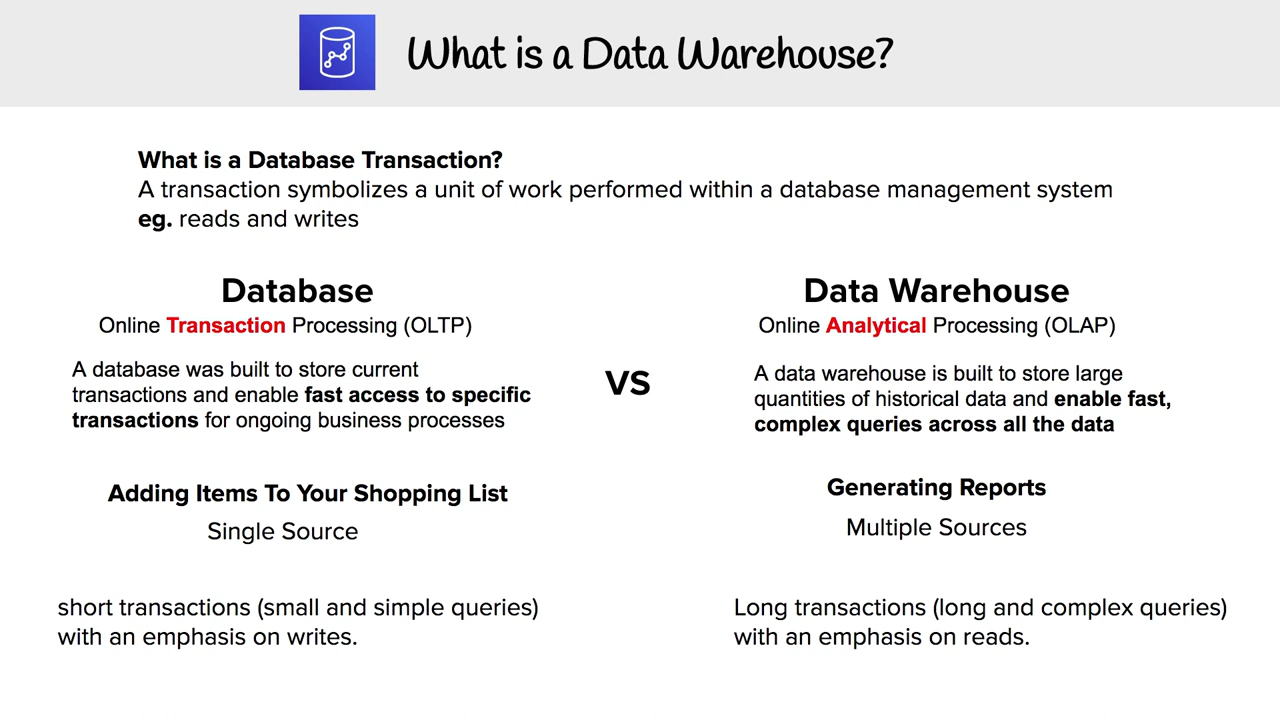 What is a Data Warehouse?
What is a Database Transaction?
A transaction symbolizes a unit of work performed within a database management system
eg. reads and writes
Database
Online Transaction Processing (OLTP)
A database was built to store current
transactions and enable fast access to specific
transactions for ongoing business processes
Adding Items To Your Shopping List
Single Source
short transactions (small and simple queries)
with an emphasis on writes.
VS
Data Warehouse
Online Analytical Processing (OLAP)
A data warehouse is built to store large
quantities of historical data and enable fast,
complex queries across all the data
Generating Reports
Multiple Sources
Long transactions (long and complex queries)
with an emphasis on reads.